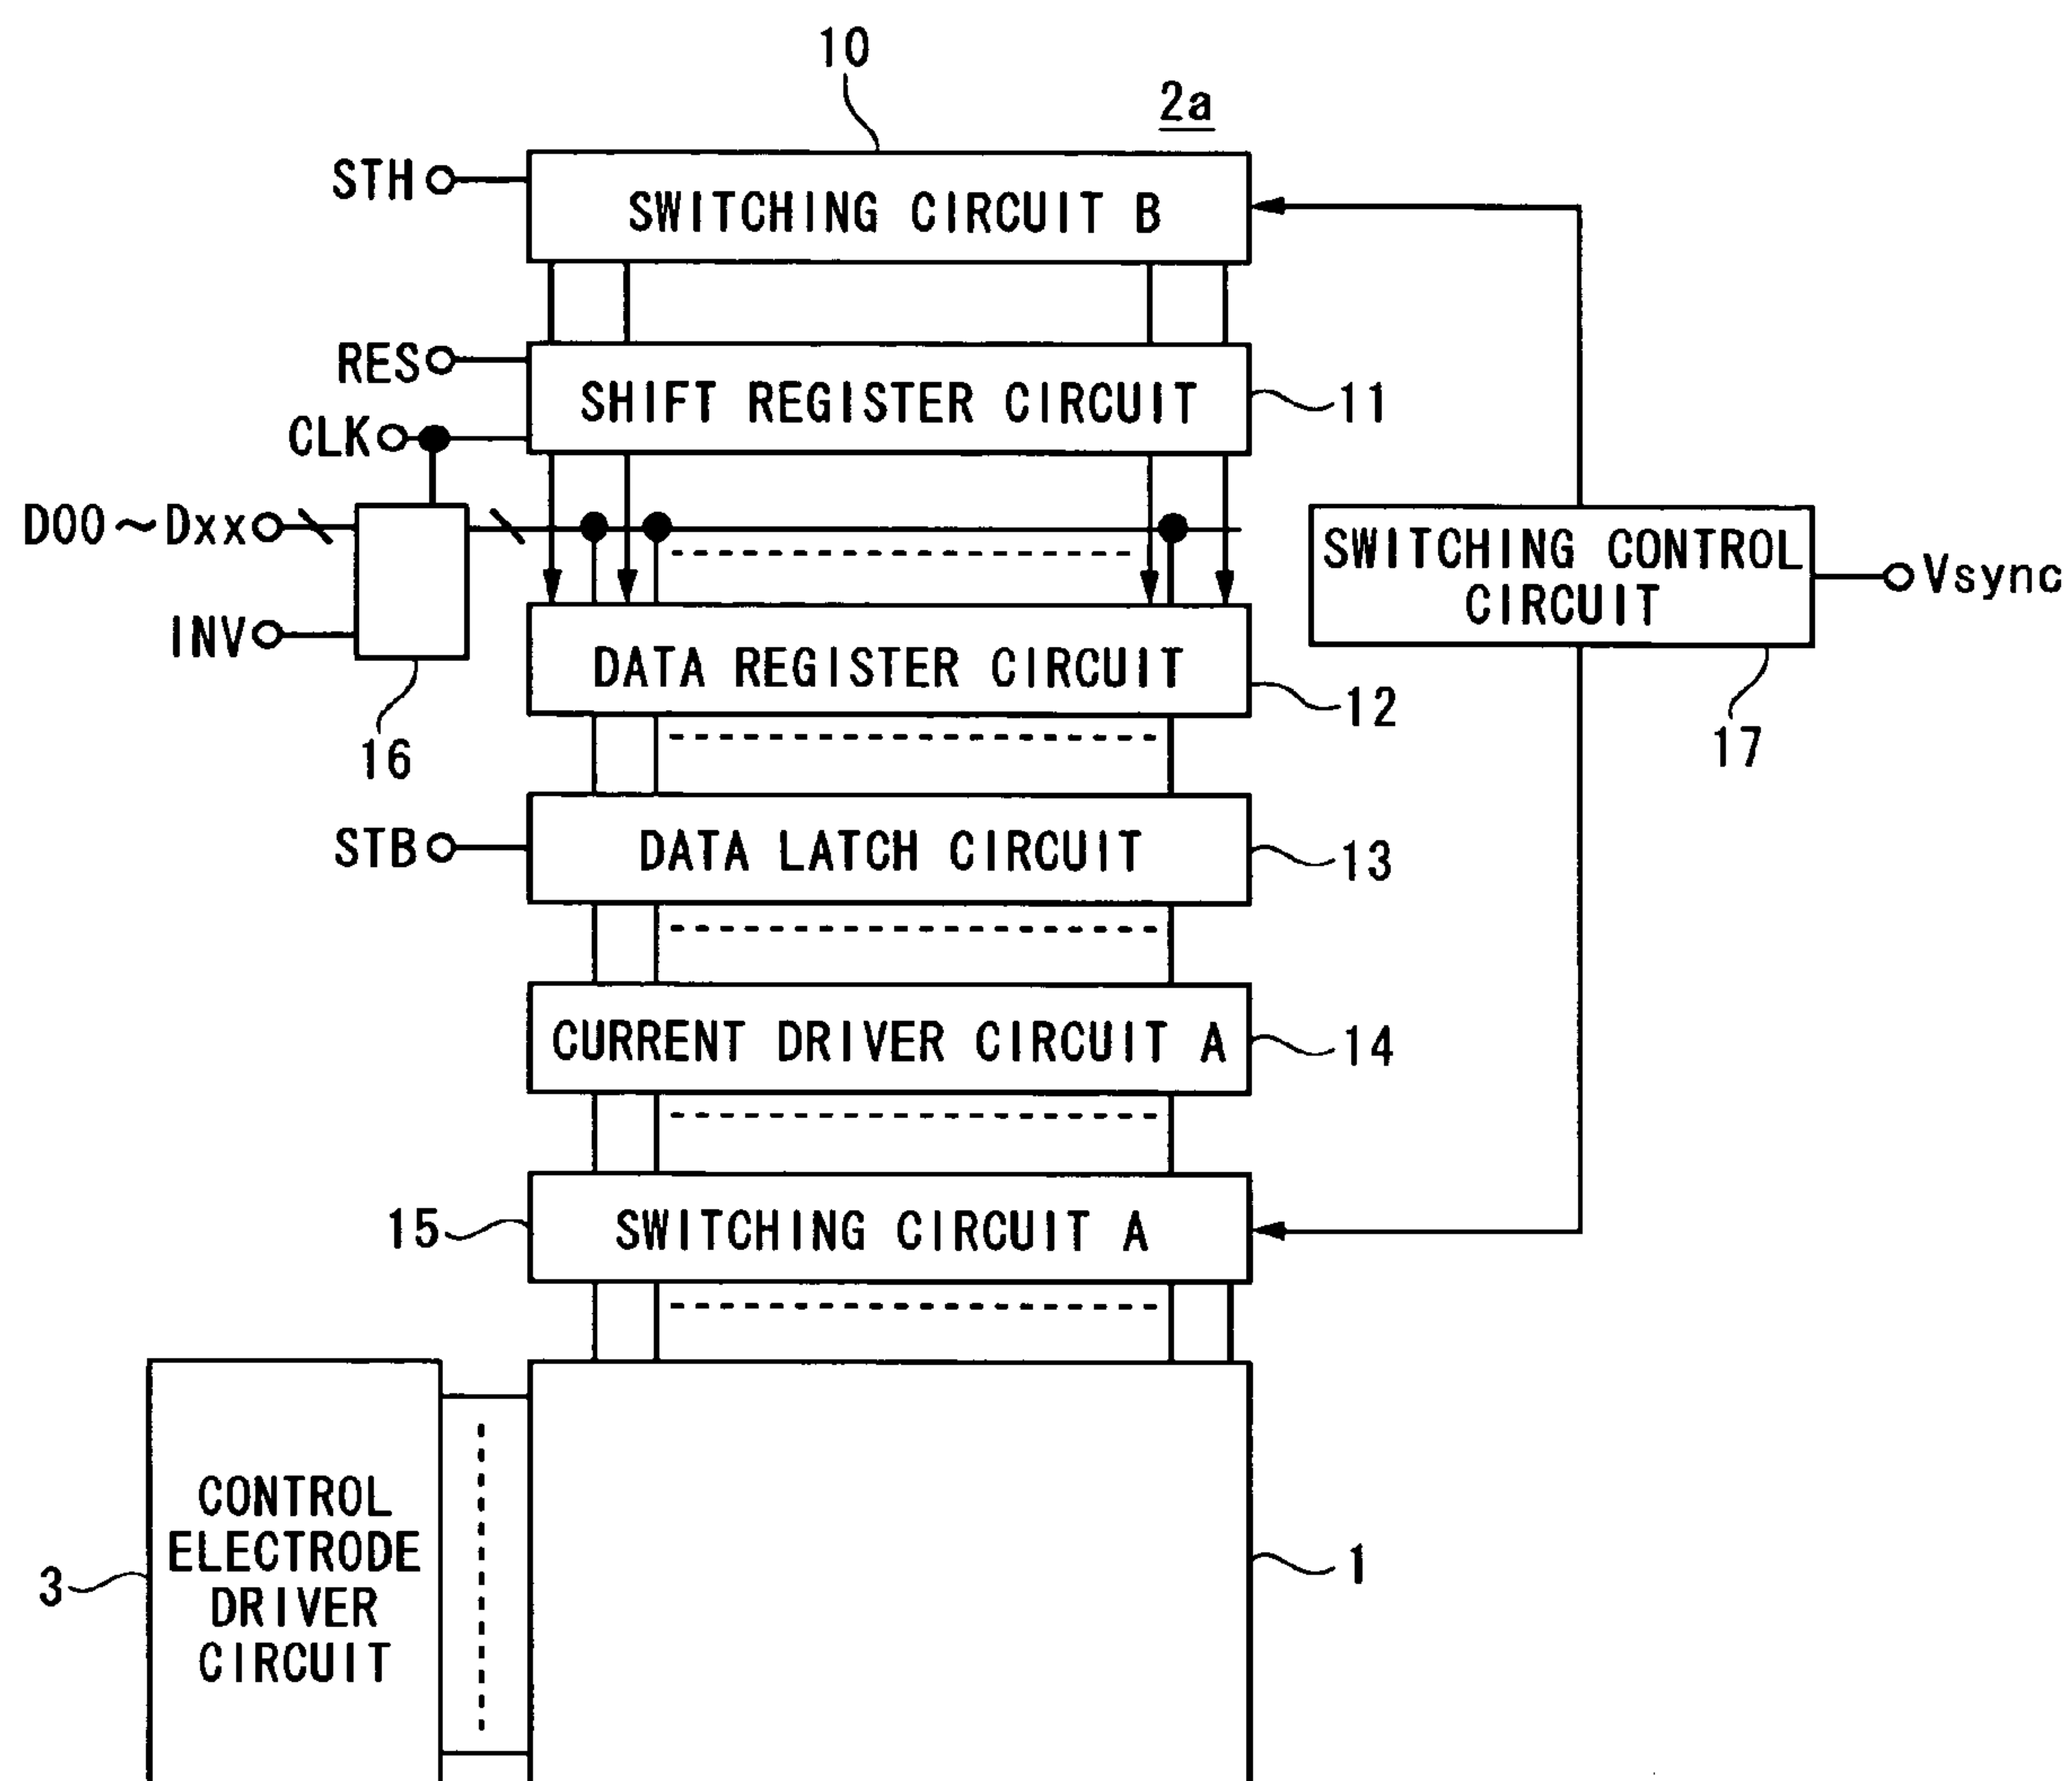 10
2a
STH
SWITCHING CIRCUIT B
RES
SHIFT REGISTER CIRCUIT
11
CLK
D00~Dxx
SWITCHING CONTROL
CIRCUIT
Vsync
INV
DATA REGISTER CIRCUIT
12
16
17
STB
DATA LATCH CIRCUIT
13
CURRENT DRIVER CIRCUIT A
14
15
SWITCHING CIRCUIT A
3
CONTROL
ELECTRODE
DRIVER
CIRCUIT
1